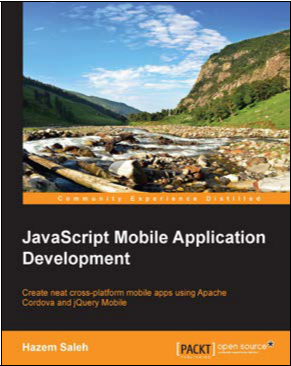 Community Experience Distilled
JavaScript Mobile Application
Development
Create neat cross-platform mobile apps using Apache
Cordova and jQuery Mobile
Hazem Saleh
[PACKT] open source*
PUBLISHING